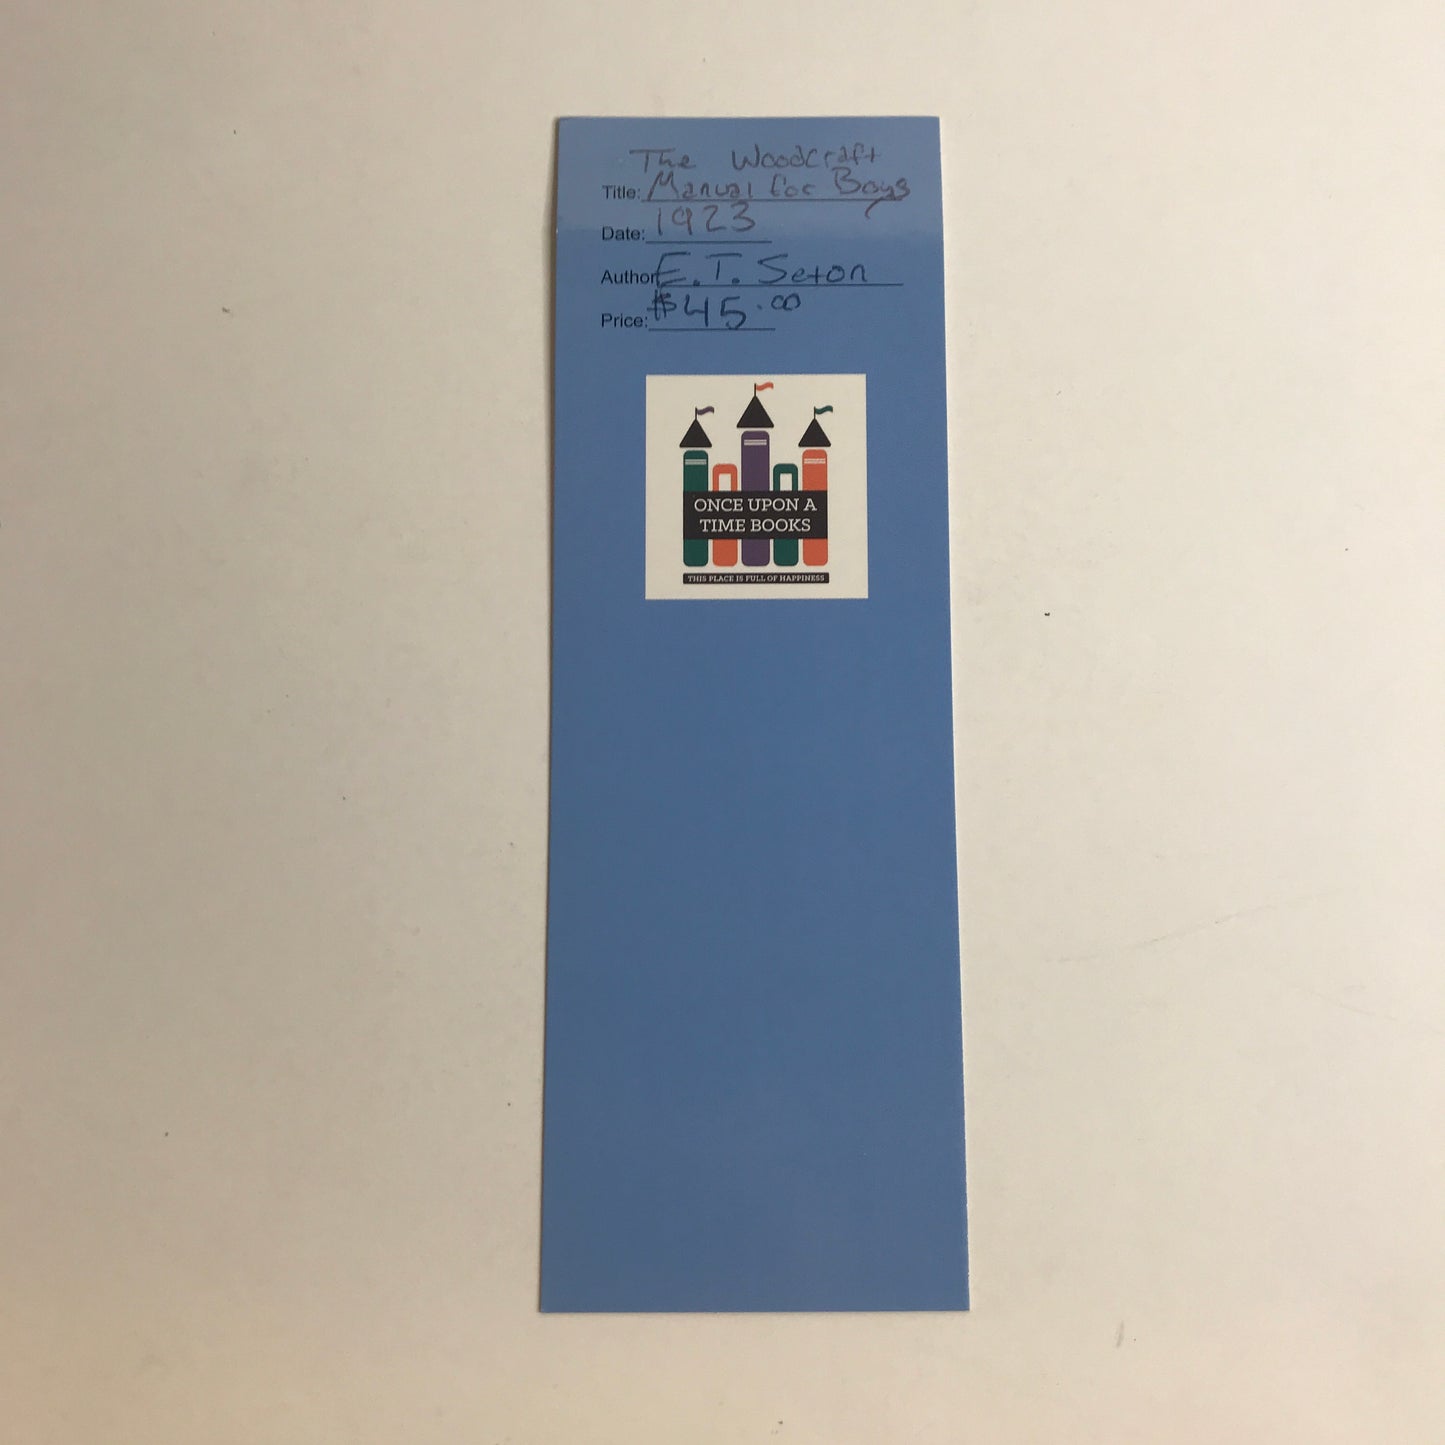 The Woodcraft
Title: Manual for Boys
Date: 1923
Author: E. T. Seton
Price: $45.00
ONCE UPON A
TIME BOOKS
THIS PLACE IS FULL OF HAPPINESS